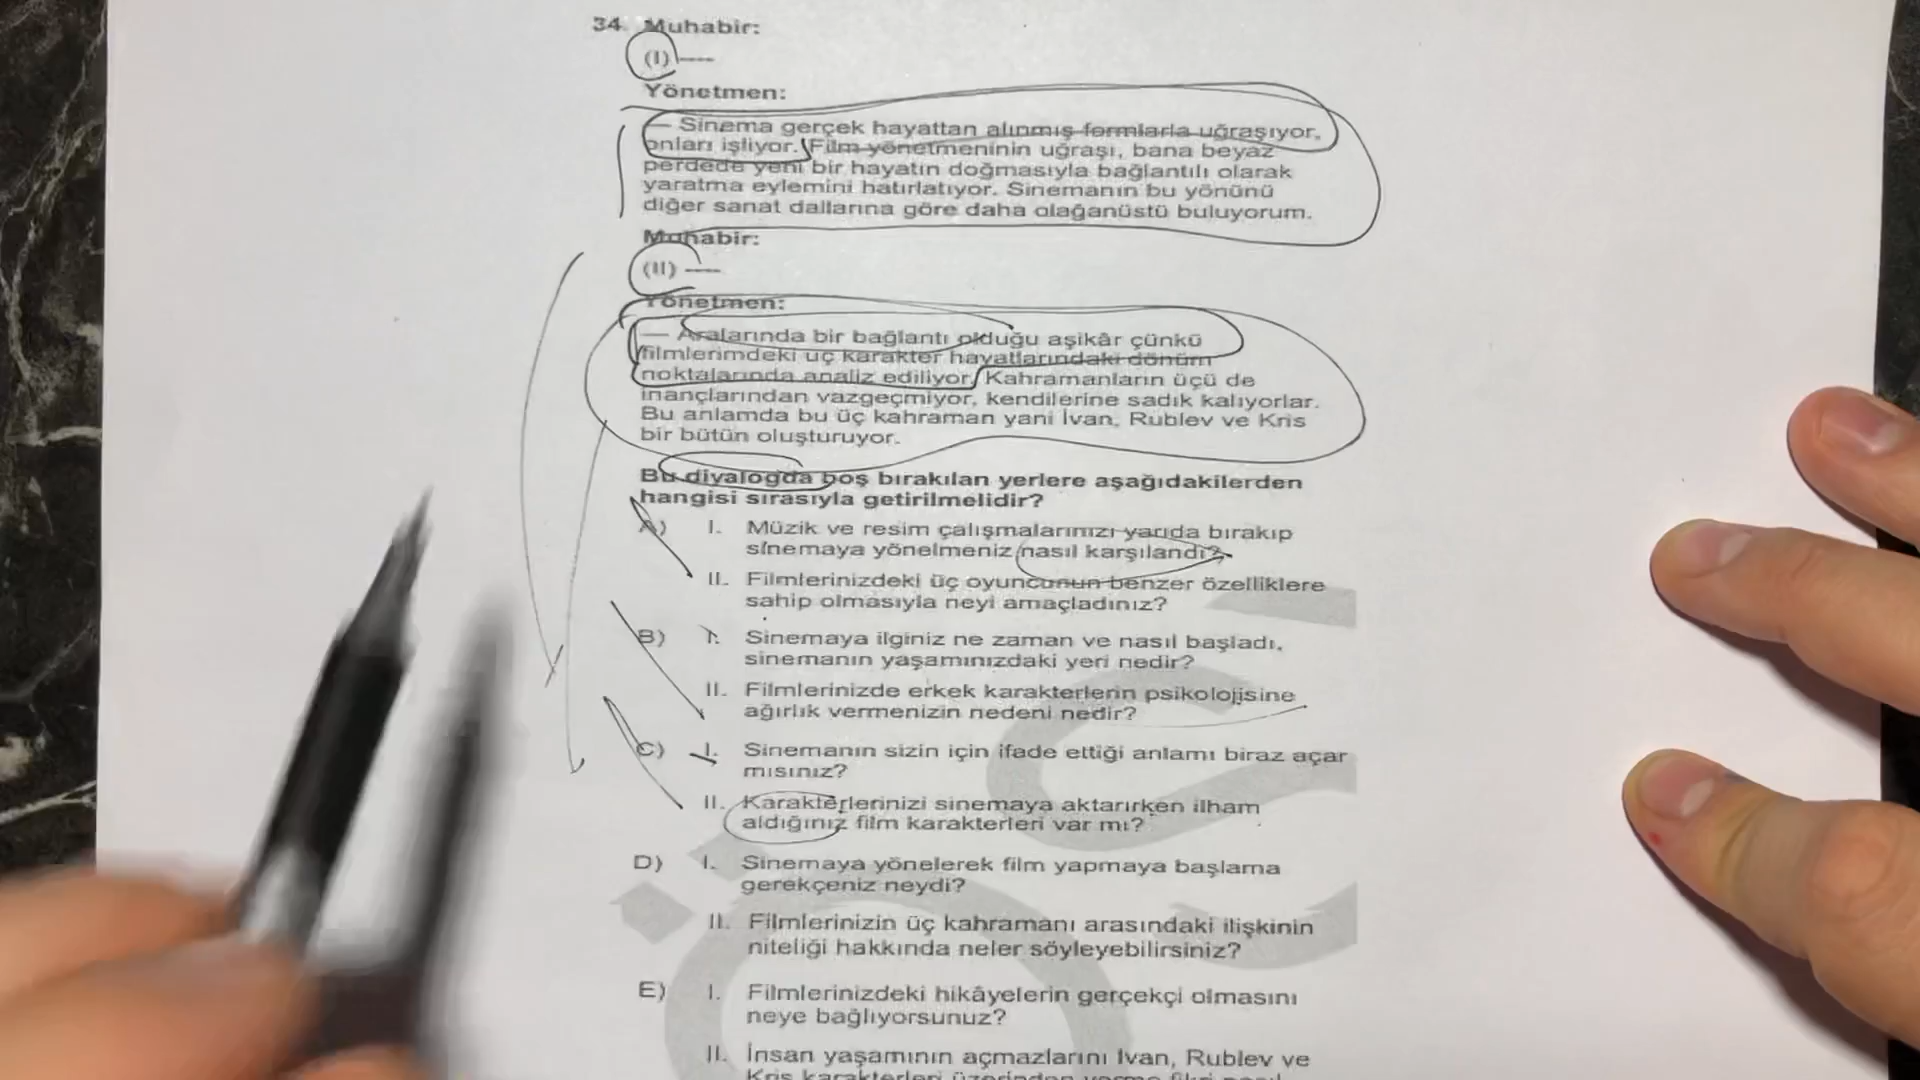 34. Muhabir:
(I) ----
Yönetmen:
— Sinema gerçek hayattan alınmış formlarla uğraşıyor,
onları işliyor. Film yönetmeninin uğraşı, bana beyaz
perdede yeni bir hayatın doğmasıyla bağlantılı olarak
yaratma eylemini hatırlatıyor. Sinemanın bu yönünü
diğer sanat dallarına göre daha olağanüstü buluyorum.
Muhabir:
(II) ----
Yönetmen:
— Aralarında bir bağlantı olduğu aşikâr çünkü
filmlerimdeki üç karakter hayatlarındaki dönüm
noktalarında analiz ediliyor. Kahramanların üçü de
inançlarından vazgeçmiyor, kendilerine sadık kalıyorlar.
Bu anlamda bu üç kahraman yani İvan, Rublev ve Kris
bir bütün oluşturuyor.
Bu diyalogda boş bırakılan yerlere aşağıdakilerden
hangisi sırasıyla getirilmelidir?
A) I. Müzik ve resim çalışmalarınızı yarıda bırakıp
sinemaya yönelmeniz nasıl karşılandı?
II. Filmlerinizdeki üç oyuncunun benzer özelliklere
sahip olmasıyla neyi amaçladınız?
B) I. Sinemaya ilginiz ne zaman ve nasıl başladı,
sinemanın yaşamınızdaki yeri nedir?
II. Filmlerinizde erkek karakterlerin psikolojisine
ağırlık vermenizin nedeni nedir?
C) I. Sinemanın sizin için ifade ettiği anlamı biraz açar
mısınız?
II. Karakterlerinizi sinemaya aktarırken ilham
aldığınız film karakterleri var mı?
D) I. Sinemaya yönelerek film yapmaya başlama
gerekçeniz neydi?
II. Filmlerinizin üç kahramanı arasındaki ilişkinin
niteliği hakkında neler söyleyebilirsiniz?
E) I. Filmlerinizdeki hikâyelerin gerçekçi olmasını
neye bağlıyorsunuz?
II. İnsan yaşamının açmazlarını İvan, Rublev ve
Kris karakterleri üzerinden